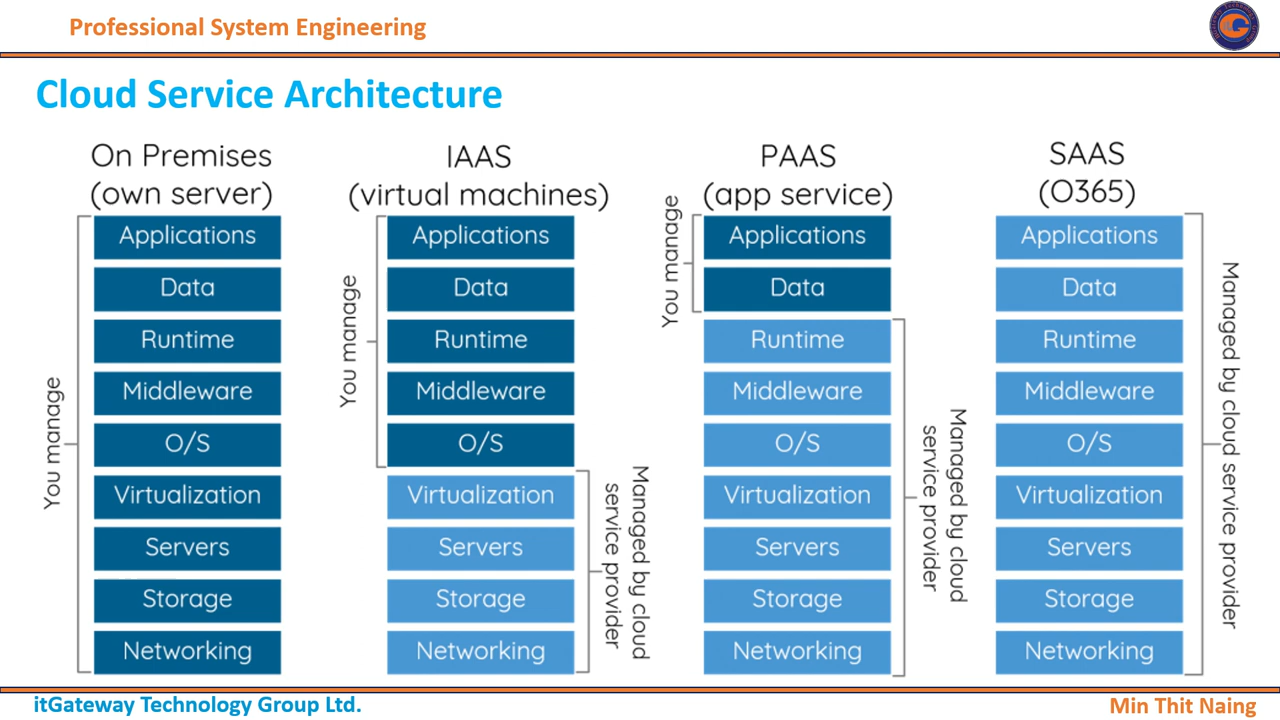 Professional System Engineering
Cloud Service Architecture
On Premises
(own server)
You manage
Applications
Data
Runtime
Middleware
O/S
Virtualization
Servers
Storage
Networking
IAAS
(virtual machines)
You manage
Applications
Data
Runtime
Middleware
O/S
Virtualization
Servers
Storage
Networking
Managed by cloud
service provider
PAAS
(app service)
You manage
Applications
Data
Runtime
Middleware
O/S
Virtualization
Servers
Storage
Networking
Managed by cloud
service provider
SAAS
(O365)
Applications
Data
Runtime
Middleware
O/S
Virtualization
Servers
Storage
Networking
Managed by cloud service provider
itGateway Technology Group Ltd.
Min Thit Naing